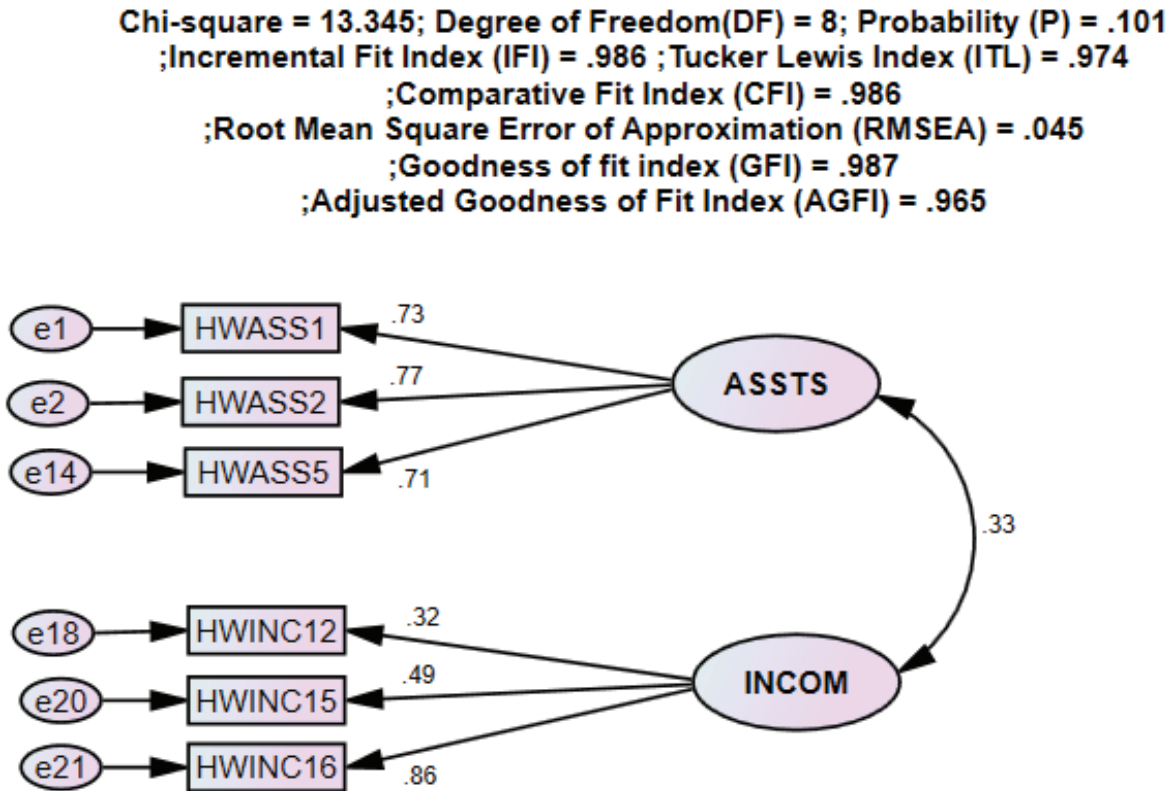 Chi-square = 13.345; Degree of Freedom(DF) = 8; Probability (P) = .101
;Incremental Fit Index (IFI) = .986 ;Tucker Lewis Index (ITL) = .974
;Comparative Fit Index (CFI) = .986
;Root Mean Square Error of Approximation (RMSEA) = .045
;Goodness of fit index (GFI) = .987
;Adjusted Goodness of Fit Index (AGFI) = .965
e1 HWASS1 .73
e2 HWASS2 .77 ASSTS
e14 HWASS5 .71
.33
e18 HWINC12 .32
e20 HWINC15 .49 INCOM
e21 HWINC16 .86